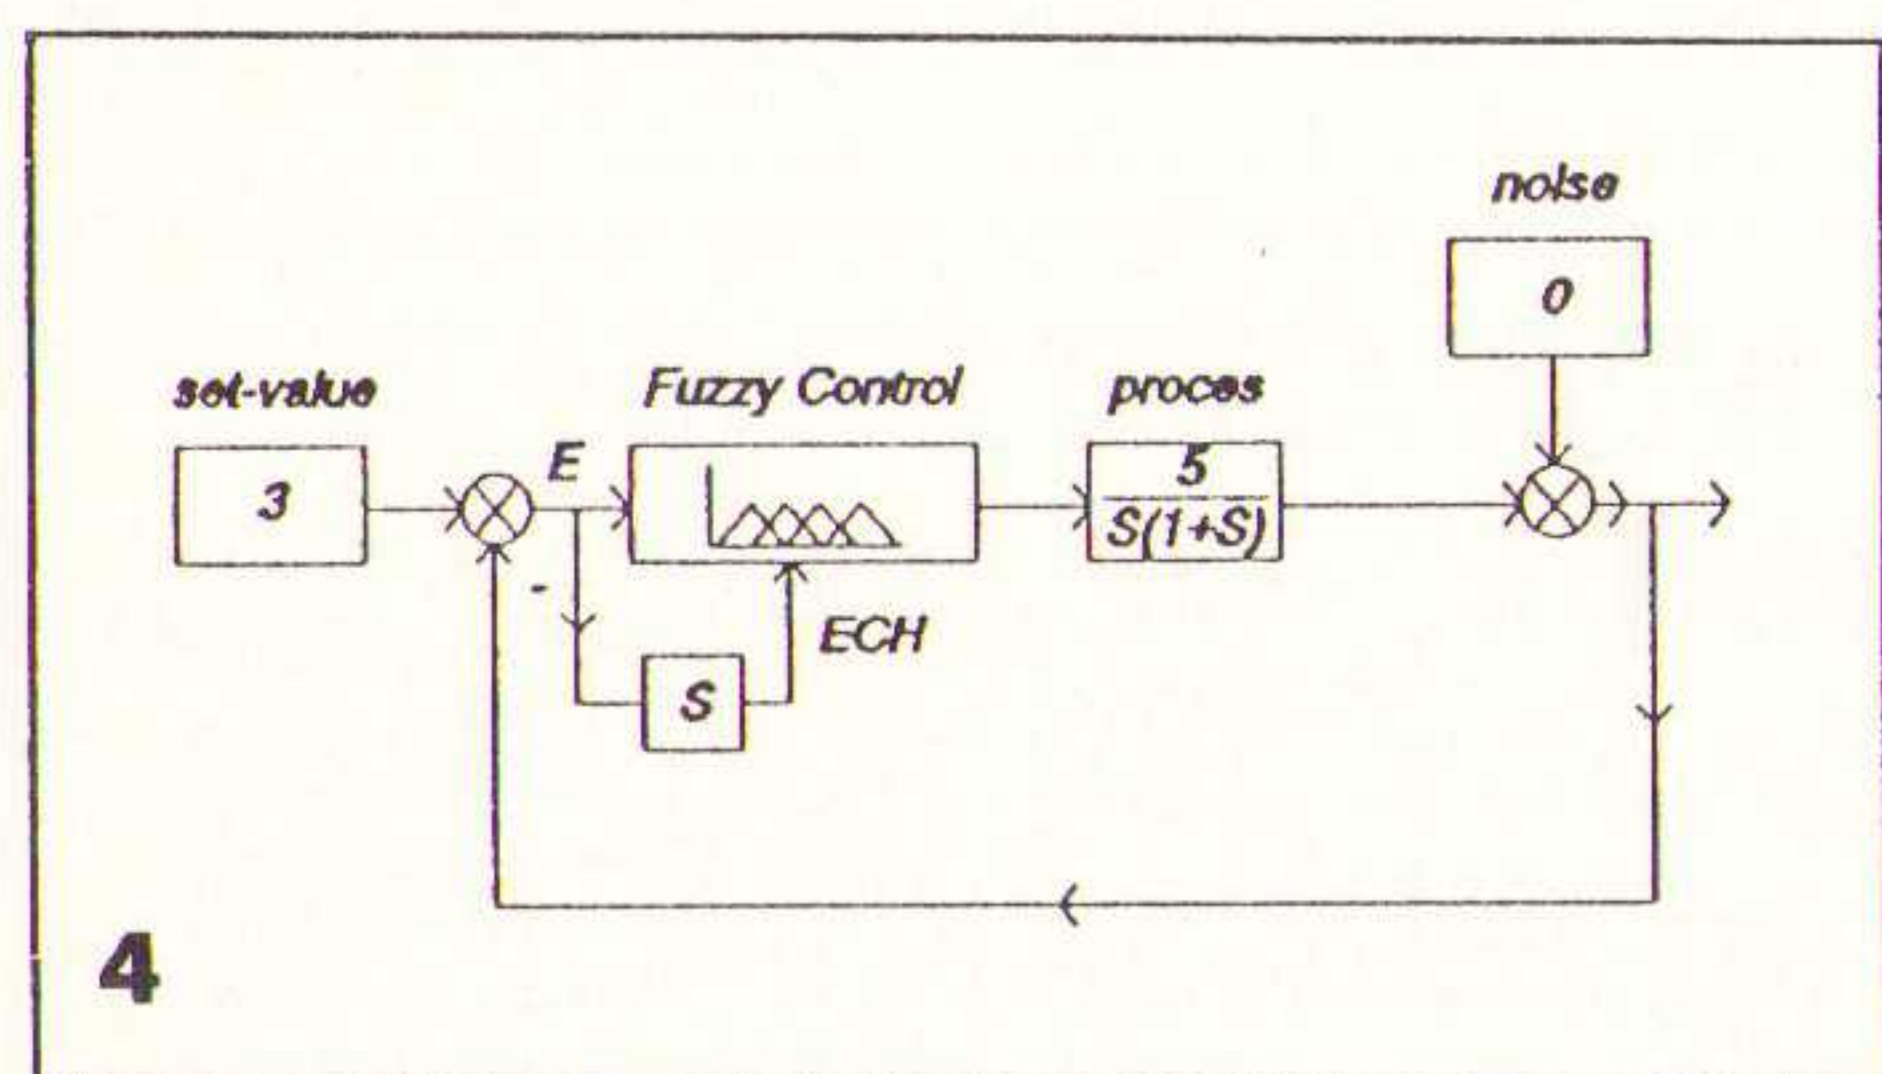 noise
0
set-value
Fuzzy Control
proces
3
E
5
S(1+S)
-
ECH
S
4